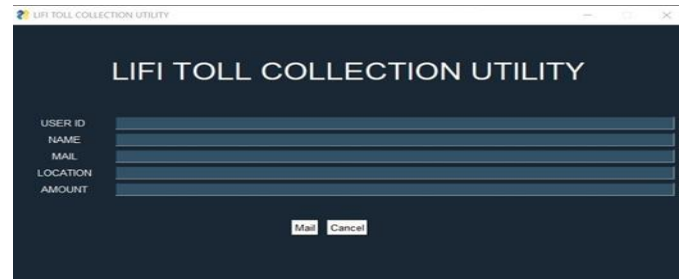 LIFI TOLL COLLECTION UTILITY
LIFI TOLL COLLECTION UTILITY
USER ID
NAME
MAIL
LOCATION
AMOUNT
Mail Cancel